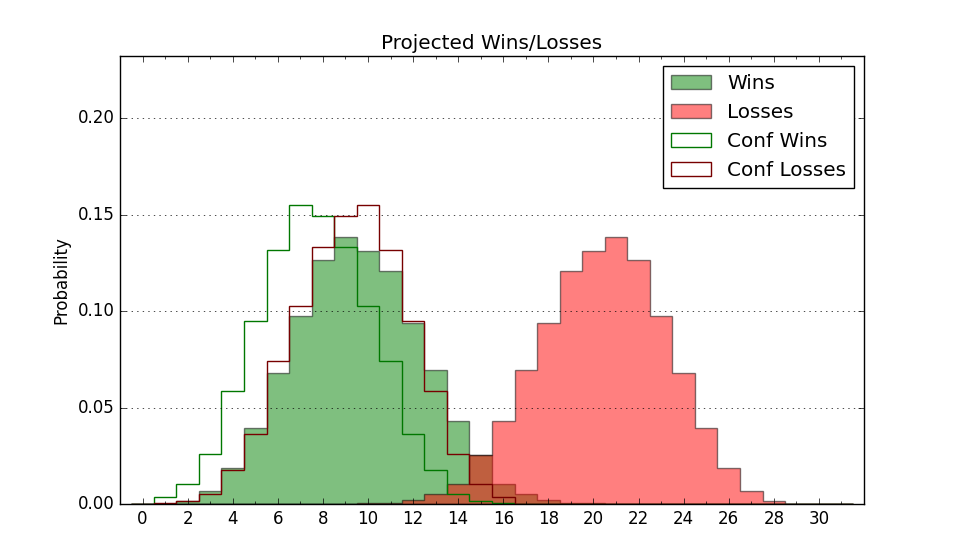 Projected Wins/Losses
Wins
Losses
Conf Wins
Conf Losses
Probability
0.20
0.15
0.10
0.05
0.00
0 2 4 6 8 10 12 14 16 18 20 22 24 26 28 30